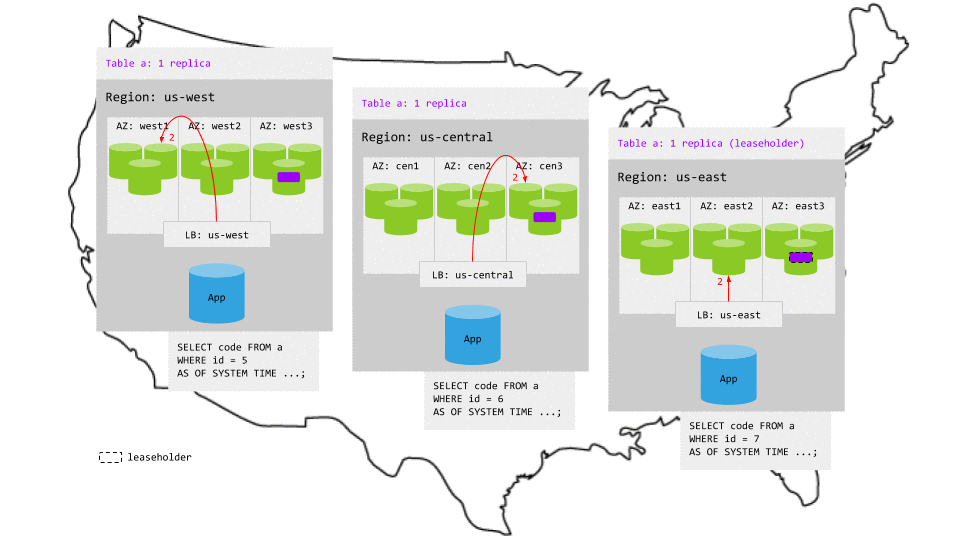 Table a: 1 replica
Region: us-west
AZ: west1 AZ: west2 AZ: west3
2
LB: us-west
App
SELECT code FROM a
WHERE id = 5
AS OF SYSTEM TIME ...;
Table a: 1 replica
Region: us-central
AZ: cen1 AZ: cen2 AZ: cen3
2
LB: us-central
App
SELECT code FROM a
WHERE id = 6
AS OF SYSTEM TIME ...;
Table a: 1 replica (leaseholder)
Region: us-east
AZ: east1 AZ: east2 AZ: east3
2
LB: us-east
App
SELECT code FROM a
WHERE id = 7
AS OF SYSTEM TIME ...;
leaseholder